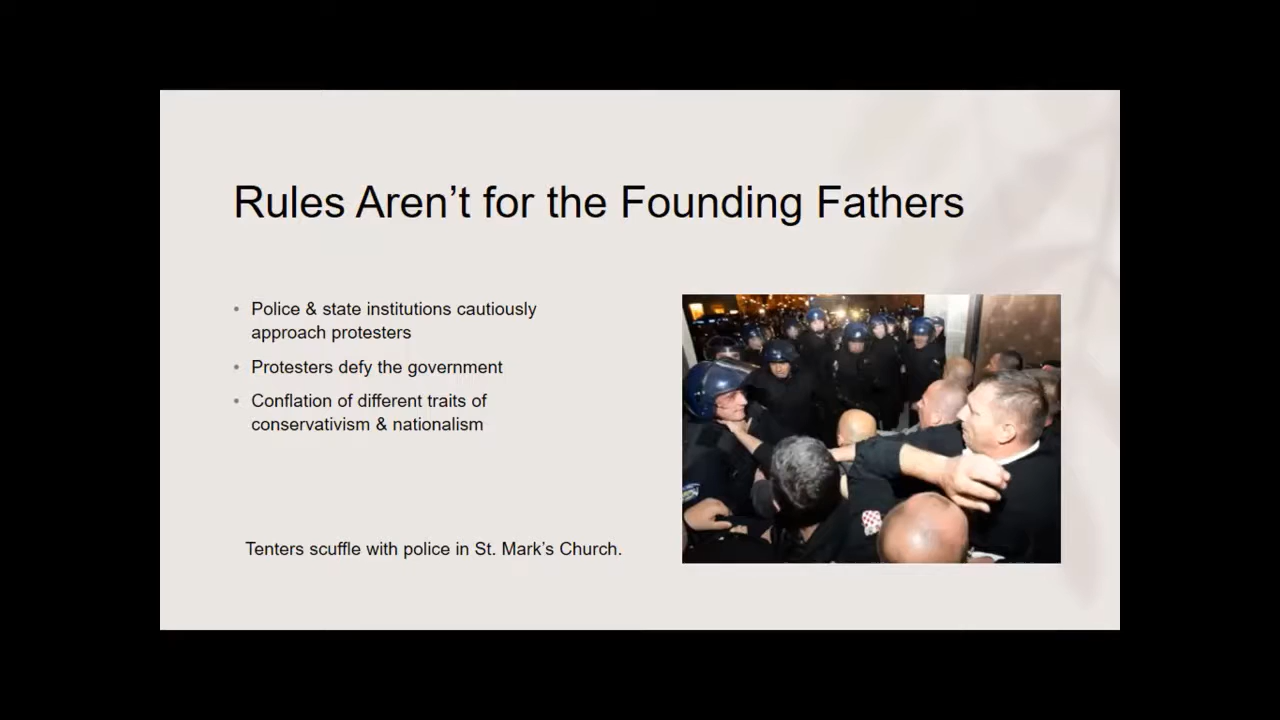 Rules Aren’t for the Founding Fathers
• Police & state institutions cautiously
approach protesters
• Protesters defy the government
• Conflation of different traits of
conservativism & nationalism
Tenters scuffle with police in St. Mark’s Church.